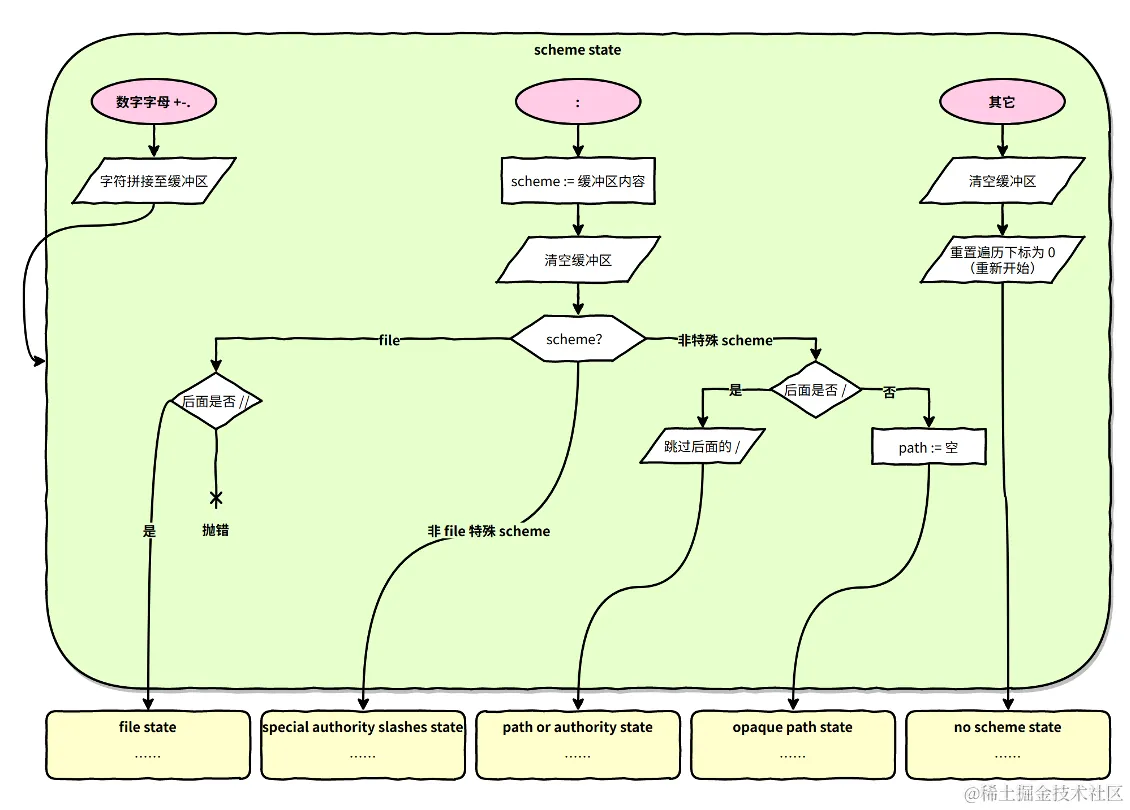 scheme state
数字字母 +-.
:
其它
字符拼接至缓冲区
scheme := 缓冲区内容
清空缓冲区
清空缓冲区
重置遍历下标为 0
（重新开始）
scheme?
file
非特殊 scheme
后面是否 //
后面是否 /
是
否
跳过后面的 /
path := 空
是
抛错
非 file 特殊 scheme
file state
......
special authority slashes state
......
path or authority state
......
opaque path state
......
no scheme state
......
@稀土掘金技术社区